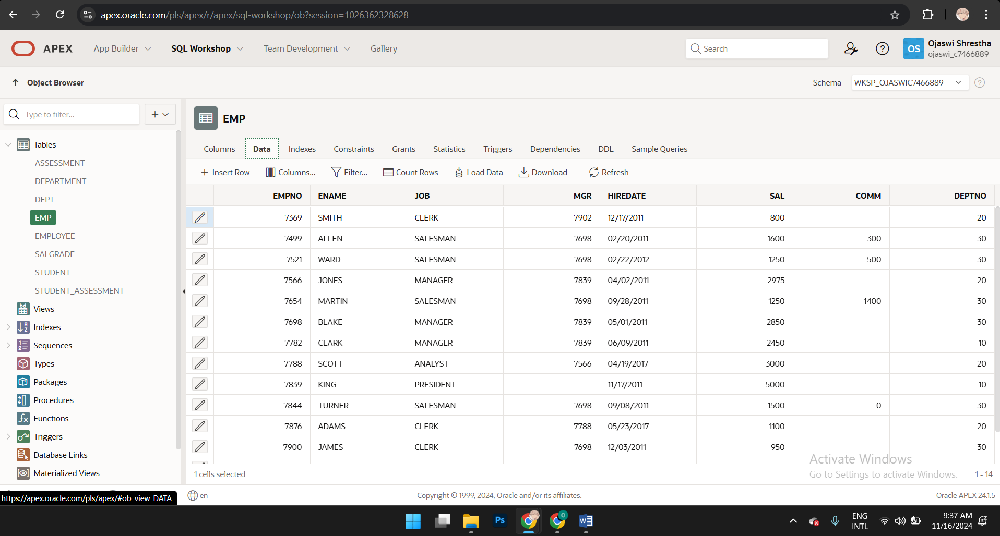 apex.oracle.com/pls/apex/r/apex/sql-workshop/ob?session=1026362328628
APEX App Builder SQL Workshop Team Development Gallery Search OS Ojaswi Shrestha
ojaswi_c7466889
Object Browser Schema WKSP_OJASWIC7466889
Type to filter...
EMP
Tables
ASSESSMENT
DEPARTMENT
DEPT
EMP
EMPLOYEE
SALGRADE
STUDENT
STUDENT_ASSESSMENT
Views
Indexes
Sequences
Types
Packages
Procedures
Functions
Triggers
Database Links
Materialized Views
Columns Data Indexes Constraints Grants Statistics Triggers Dependencies DDL Sample Queries
Insert Row Columns... Filter... Count Rows Load Data Download Refresh
EMPNO ENAME JOB MGR HIREDATE SAL COMM DEPTNO
7369 SMITH CLERK 7902 12/17/2011 800 20
7499 ALLEN SALESMAN 7698 02/20/2011 1600 300 30
7521 WARD SALESMAN 7698 02/22/2012 1250 500 30
7566 JONES MANAGER 7839 04/02/2011 2975 20
7654 MARTIN SALESMAN 7698 09/28/2011 1250 1400 30
7698 BLAKE MANAGER 7839 05/01/2011 2850 30
7782 CLARK MANAGER 7839 06/09/2011 2450 10
7788 SCOTT ANALYST 7566 04/19/2017 3000 20
7839 KING PRESIDENT 11/17/2011 5000 10
7844 TURNER SALESMAN 7698 09/08/2011 1500 0 30
7876 ADAMS CLERK 7788 05/23/2017 1100 20
7900 JAMES CLERK 7698 12/03/2011 950 30
Activate Windows
Go to Settings to activate Windows.
1 cells selected 1 - 14
https://apex.oracle.com/pls/apex/#ob_view_DATA
en Copyright © 1999, 2024, Oracle and/or its affiliates. Oracle APEX 24.1.5
Ps
ENG
INTL
9:37 AM
11/16/2024